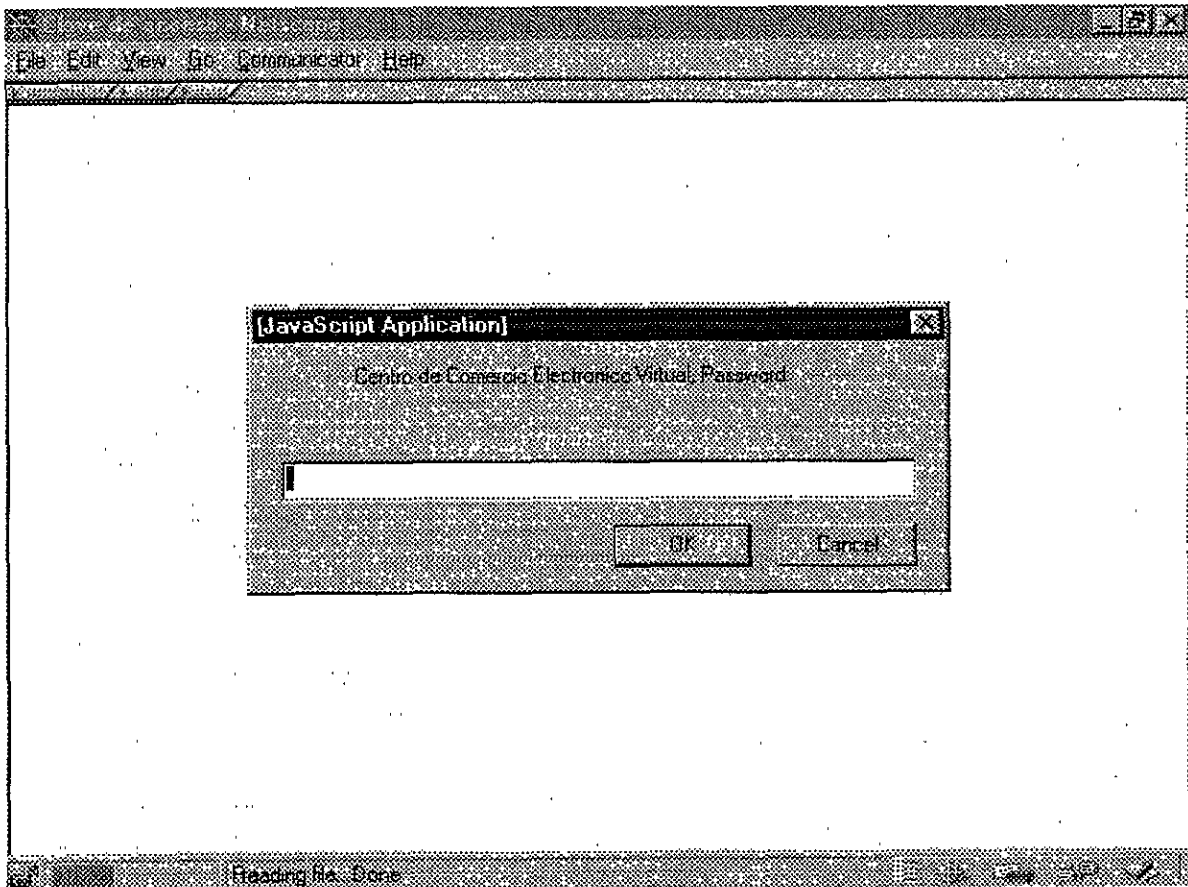 File Edit View Go Communicator Help
[JavaScript Application]
Centro de Comercio Electronico Virtual, Password
OK Cancel
Reading file...Done